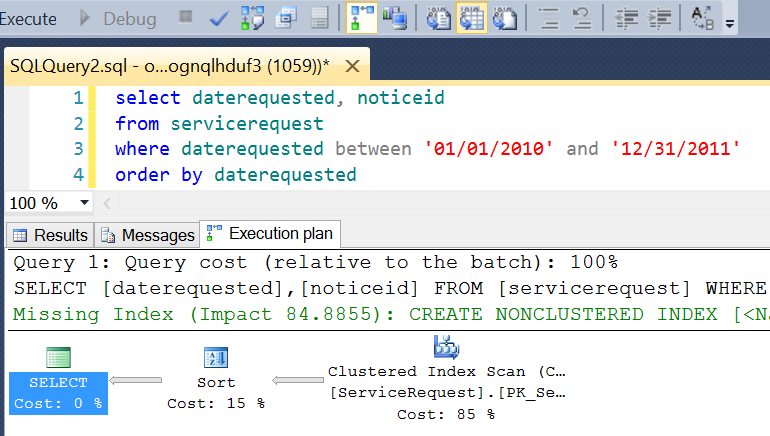 Execute Debug
SQLQuery2.sql - o...ognqlhduf3 (1059))*
1 select daterequested, noticeid
2 from servicerequest
3 where daterequested between '01/01/2010' and '12/31/2011'
4 order by daterequested
100 %
Results Messages Execution plan
Query 1: Query cost (relative to the batch): 100%
SELECT [daterequested],[noticeid] FROM [servicerequest] WHERE
Missing Index (Impact 84.8855): CREATE NONCLUSTERED INDEX [<N
SELECT
Cost: 0 %
Sort
Cost: 15 %
Clustered Index Scan (C…
[ServiceRequest].[PK_Se…
Cost: 85 %